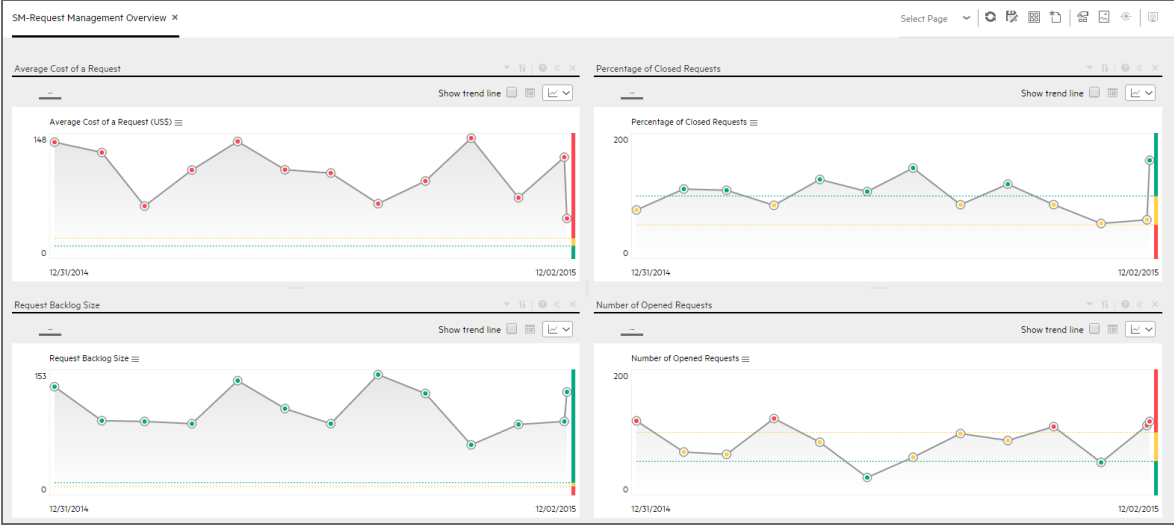 SM-Request Management Overview ×
Select Page
Average Cost of a Request
Show trend line
Average Cost of a Request (US$)
148
0
12/31/2014
12/02/2015
Percentage of Closed Requests
Show trend line
Percentage of Closed Requests
200
0
12/31/2014
12/02/2015
Request Backlog Size
Show trend line
Request Backlog Size
153
0
12/31/2014
12/02/2015
Number of Opened Requests
Show trend line
Number of Opened Requests
200
0
12/31/2014
12/02/2015